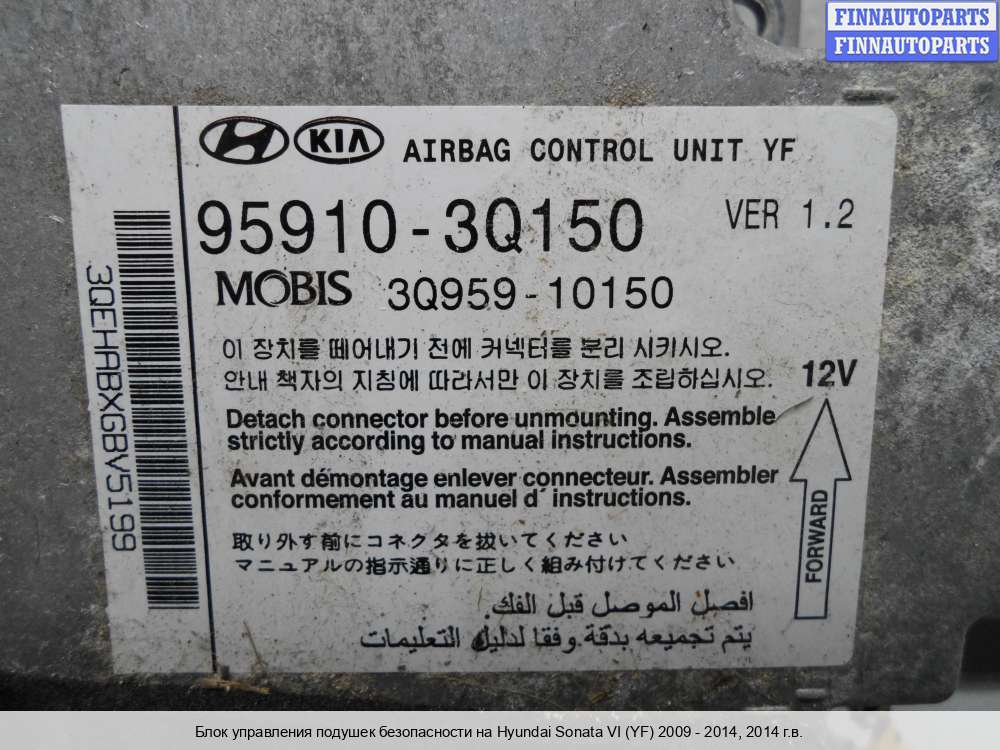 FINNAUTOPARTS
FINNAUTOPARTS
KIA AIRBAG CONTROL UNIT YF
95910-3Q150 VER 1.2
MOBIS 3Q959-10150
이 장치를 떼어내기 전에 커넥터를 분리 시키시오.
안내 책자의 지침에 따라서만 이 장치를 조립하십시오. 12V
Detach connector before unmounting. Assemble
strictly according to manual instructions.
Avant démontage enlever connecteur. Assembler
conformement au manuel d´ instructions.
取り外す前にコネクタを抜いてください
マニュアルの指示通りに正しく組み付けてください
افصل الموصل قبل الفك.
يتم تجميعه بدقة وفقا لدليل التعليمات
FORWARD
3QEHABXGBV5199
Блок управления подушек безопасности на Hyundai Sonata VI (YF) 2009 - 2014, 2014 г.в.